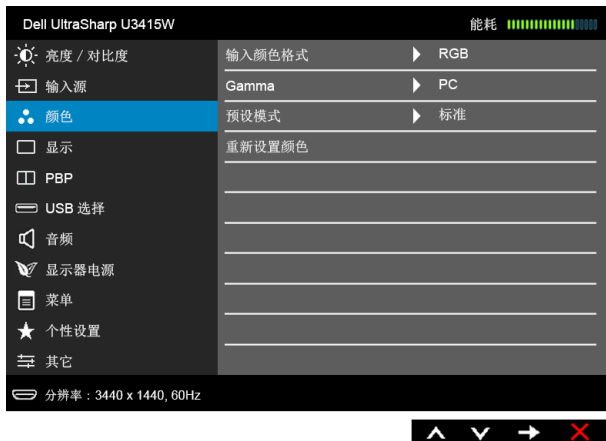 Dell UltraSharp U3415W 能耗
亮度 / 对比度
输入源
颜色
显示
PBP
USB 选择
音频
显示器电源
菜单
个性设置
其它
输入颜色格式 RGB
Gamma PC
预设模式 标准
重新设置颜色
分辨率：3440 x 1440, 60Hz